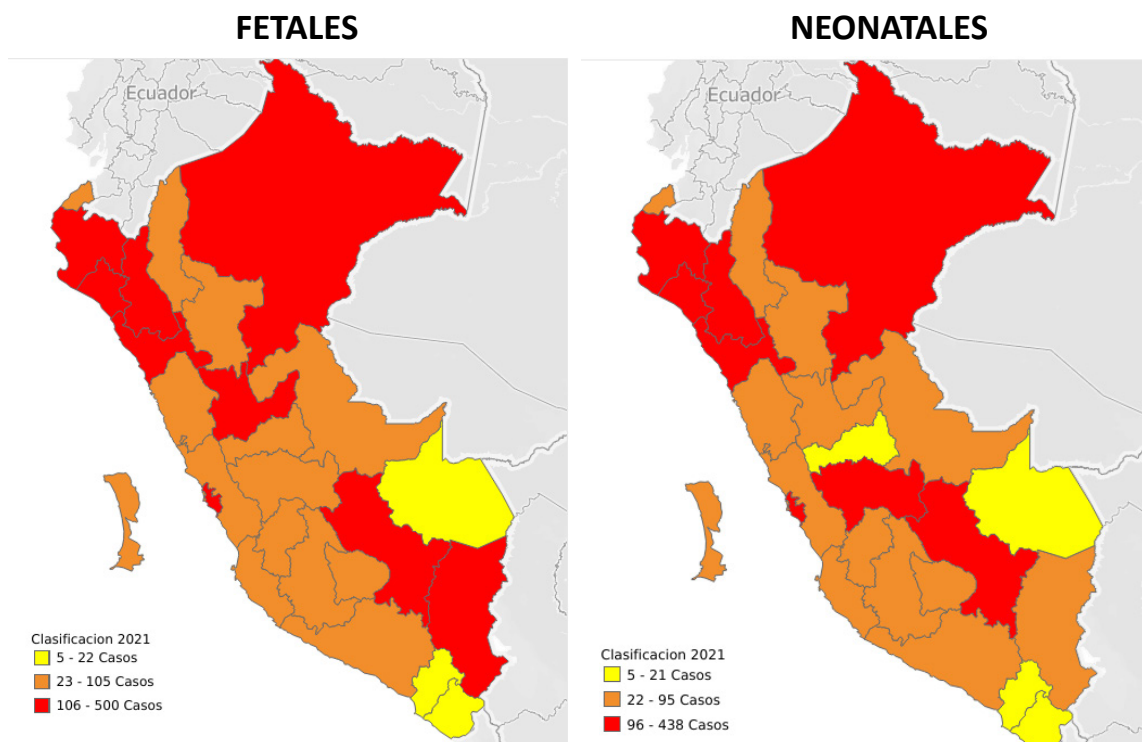 FETALES
Ecuador
Clasificacion 2021
5 - 22 Casos
23 - 105 Casos
106 - 500 Casos
NEONATALES
Ecuador
Clasificacion 2021
5 - 21 Casos
22 - 95 Casos
96 - 438 Casos